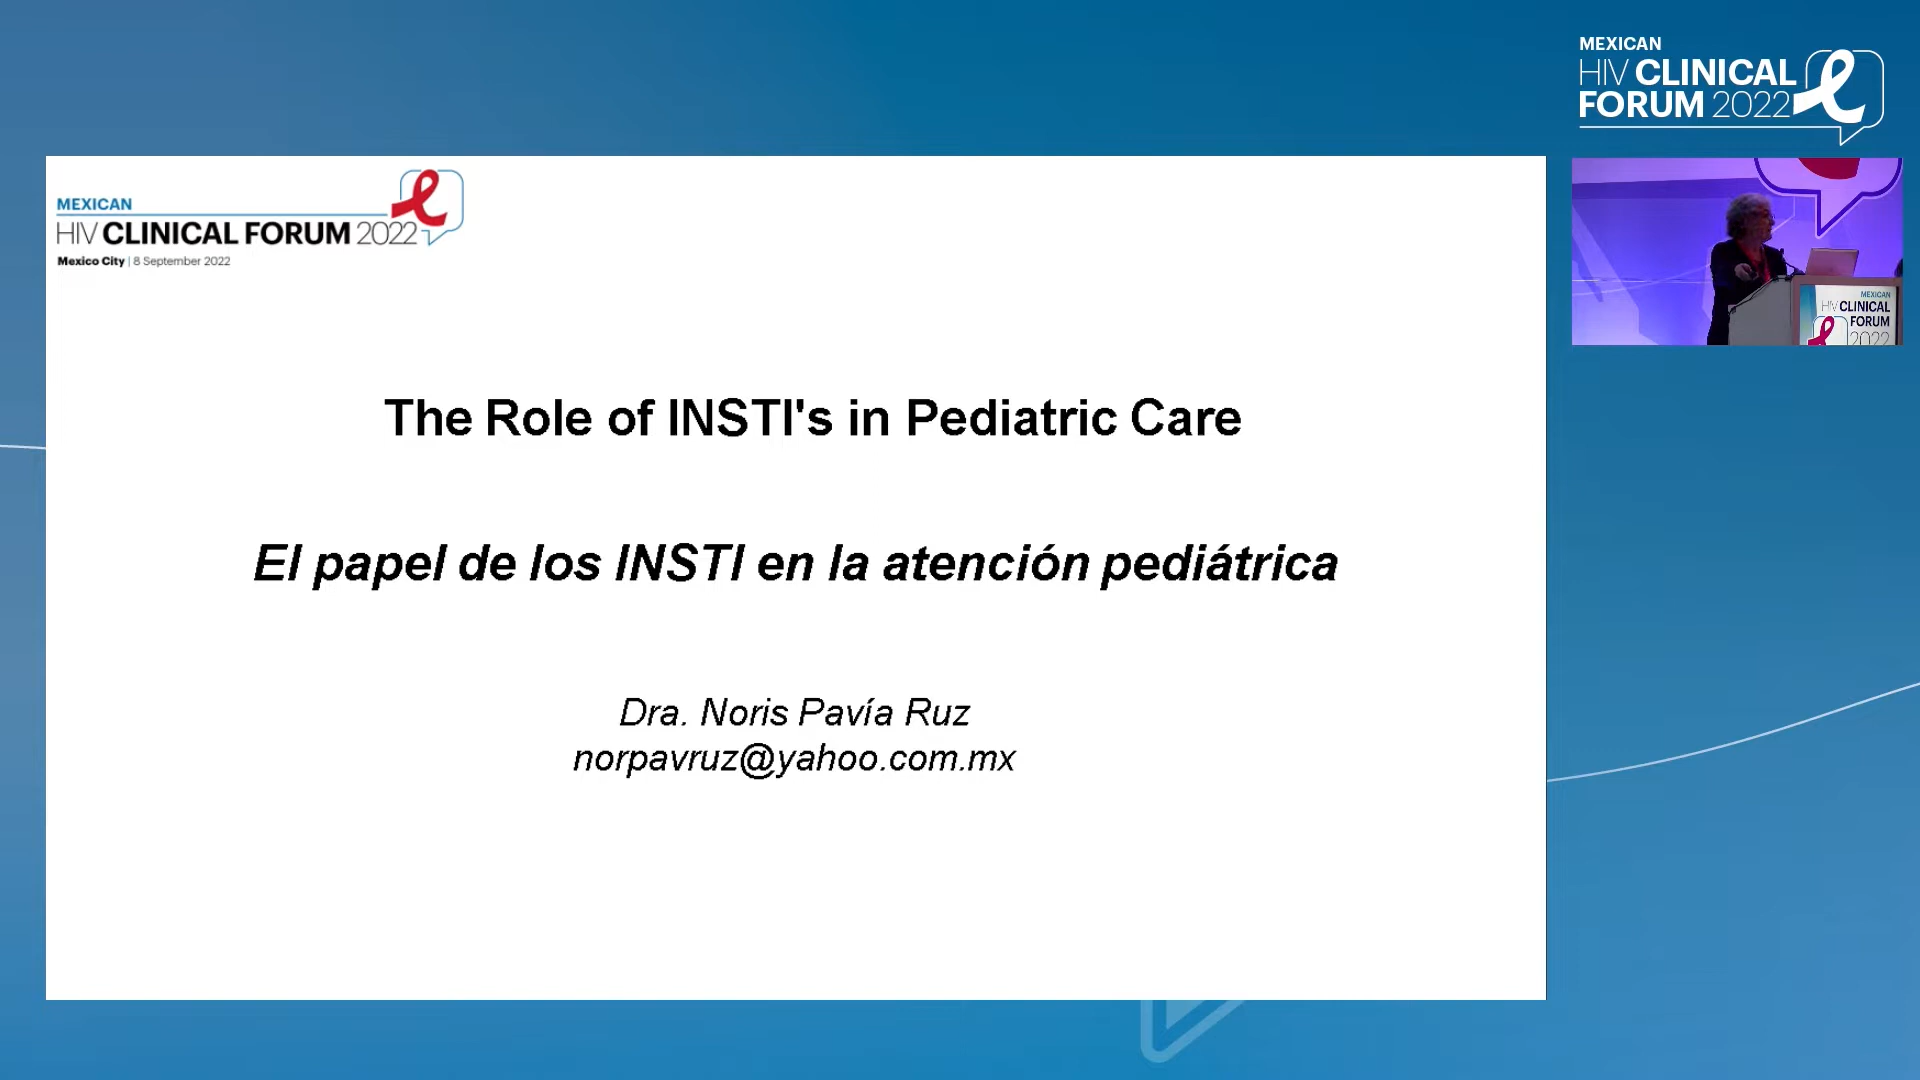 MEXICAN
HIV CLINICAL
FORUM 2022
MEXICAN
HIV CLINICAL FORUM 2022
Mexico City | 8 September 2022
The Role of INSTI's in Pediatric Care
El papel de los INSTI en la atención pediátrica
Dra. Noris Pavía Ruz
norpavruz@yahoo.com.mx
MEXICAN
HIV CLINICAL
FORUM
2022